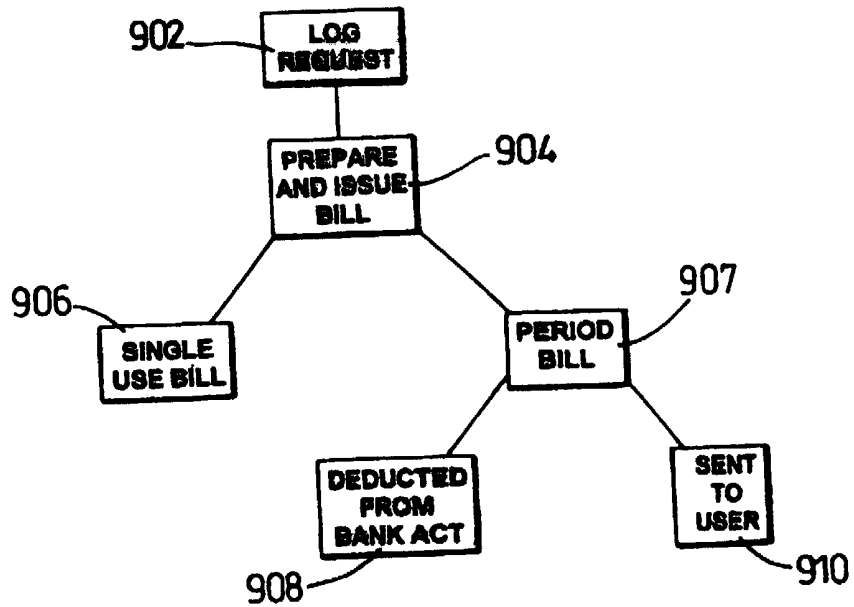 902
LOG
REQUEST
PREPARE
AND ISSUE
BILL
904
906
SINGLE
USE BILL
907
PERIOD
BILL
DEDUCTED
FROM
BANK ACT
908
SENT
TO
USER
910